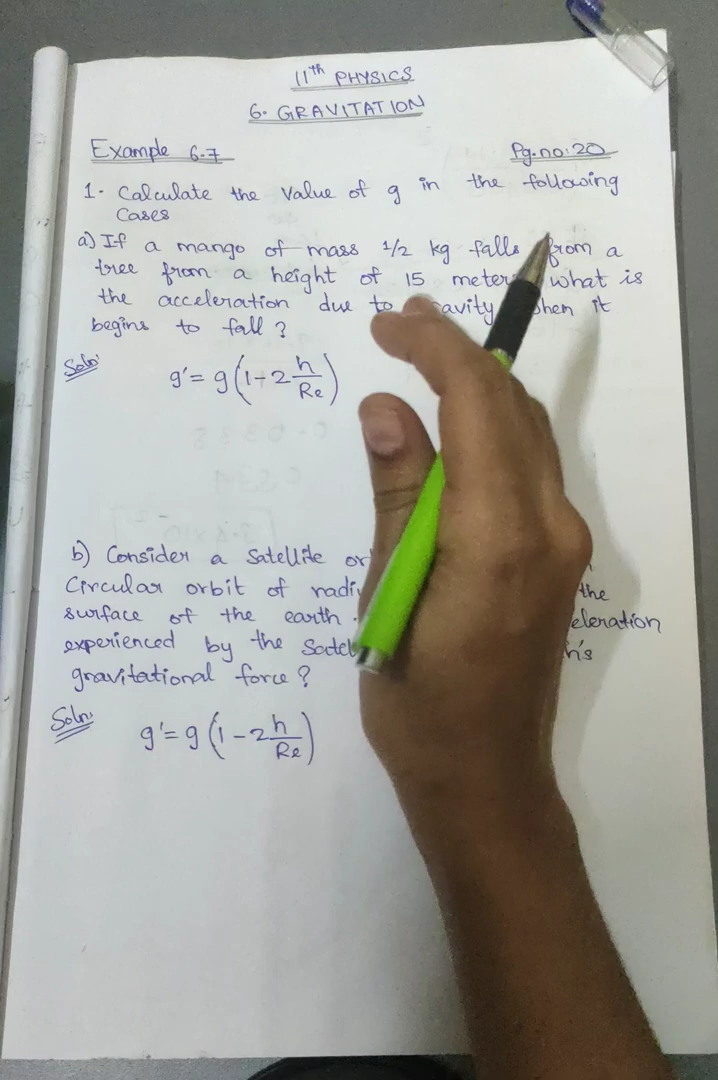 11th PHYSICS
6. GRAVITATION
Example 6.7 Pg.no:20
1. Calculate the Value of g in the following
Cases
a) If a mango of mass 1/2 kg falls from a
tree from a height of 15 meters what is
the acceleration due to when it
begins to fall ?
Soln:
g' = g(1-2 h/Re)
b) Consider a Satellite
Circular orbit of the
surface of the earth.
experienced by the
gravitational force ?
Soln:
g' = g(1-2 h/Re)